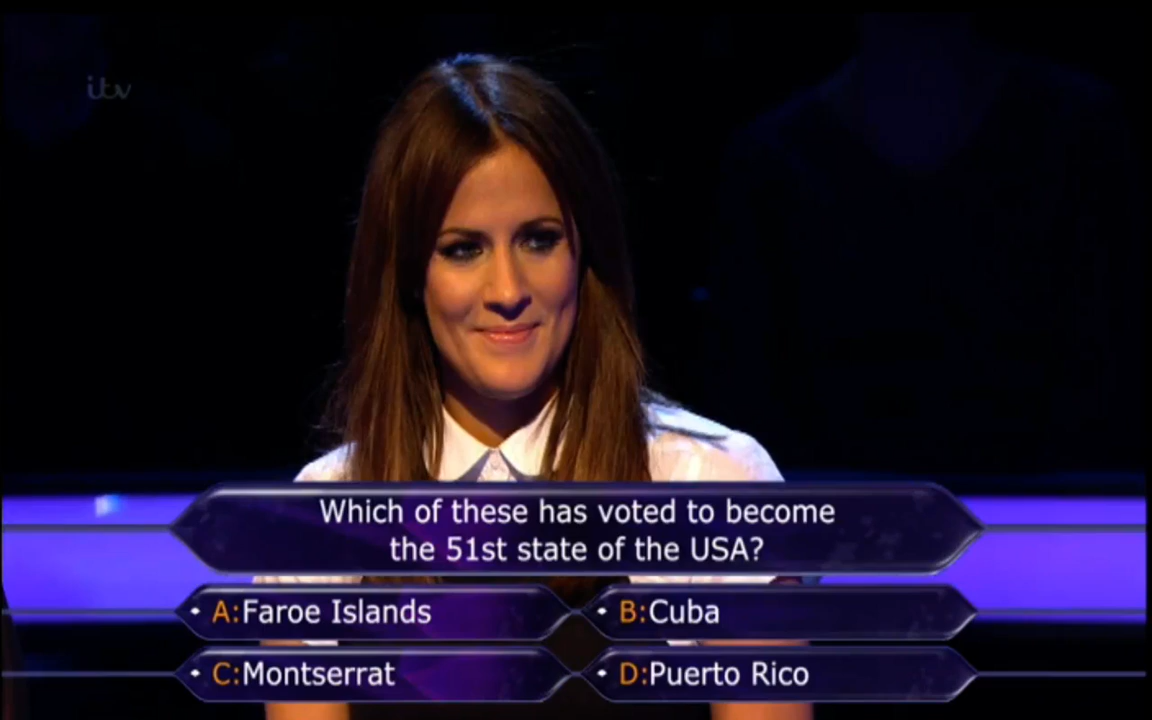 itv
Which of these has voted to become
the 51st state of the USA?
A:Faroe Islands
B:Cuba
C:Montserrat
D:Puerto Rico